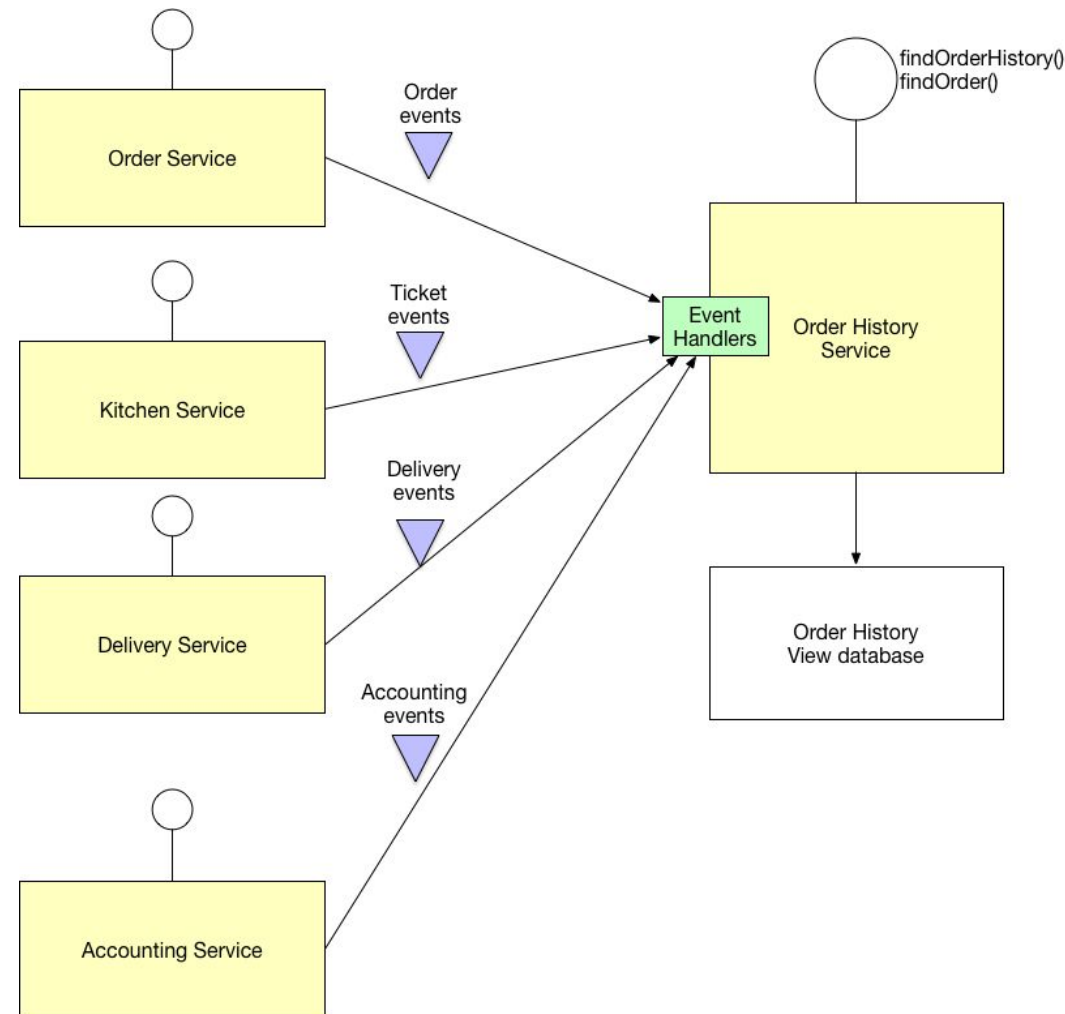 findOrderHistory()
findOrder()
Order
events
Order Service
Ticket
events
Event
Handlers
Order History
Service
Kitchen Service
Delivery
events
Delivery Service
Order History
View database
Accounting
events
Accounting Service